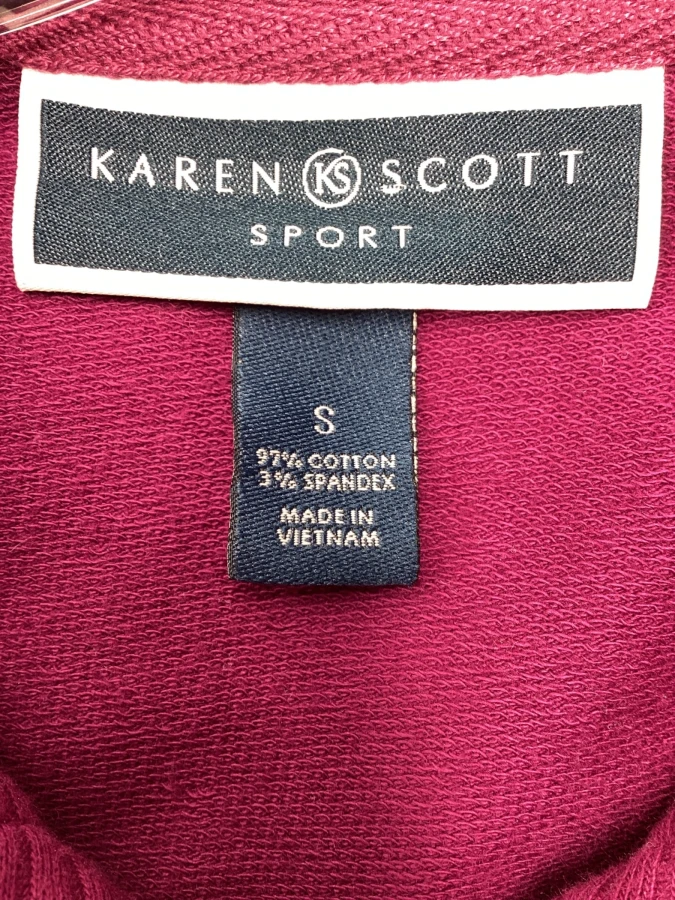 KAREN KS SCOTT
SPORT
S
97% COTTON
3% SPANDEX
MADE IN
VIETNAM